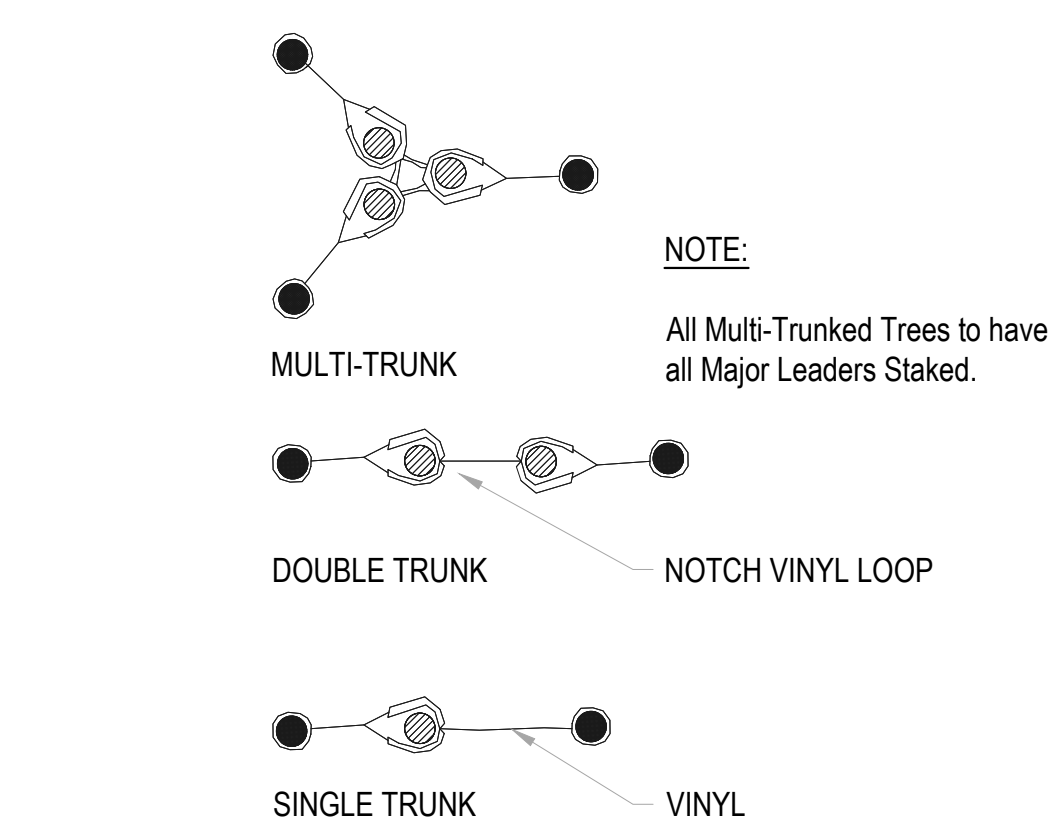 NOTE:
All Multi-Trunked Trees to have
all Major Leaders Staked.
MULTI-TRUNK
DOUBLE TRUNK
NOTCH VINYL LOOP
SINGLE TRUNK
VINYL